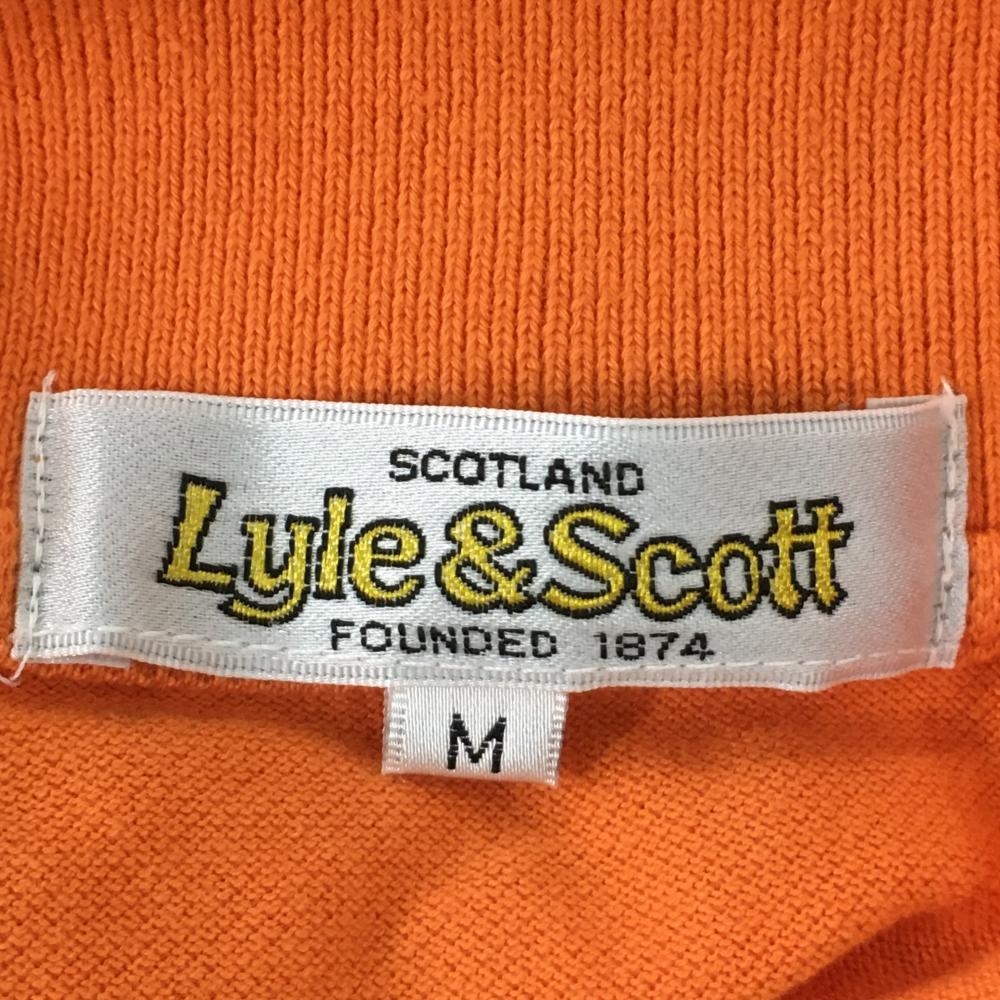 SCOTLAND
Lyle & Scott
FOUNDED 1874
M